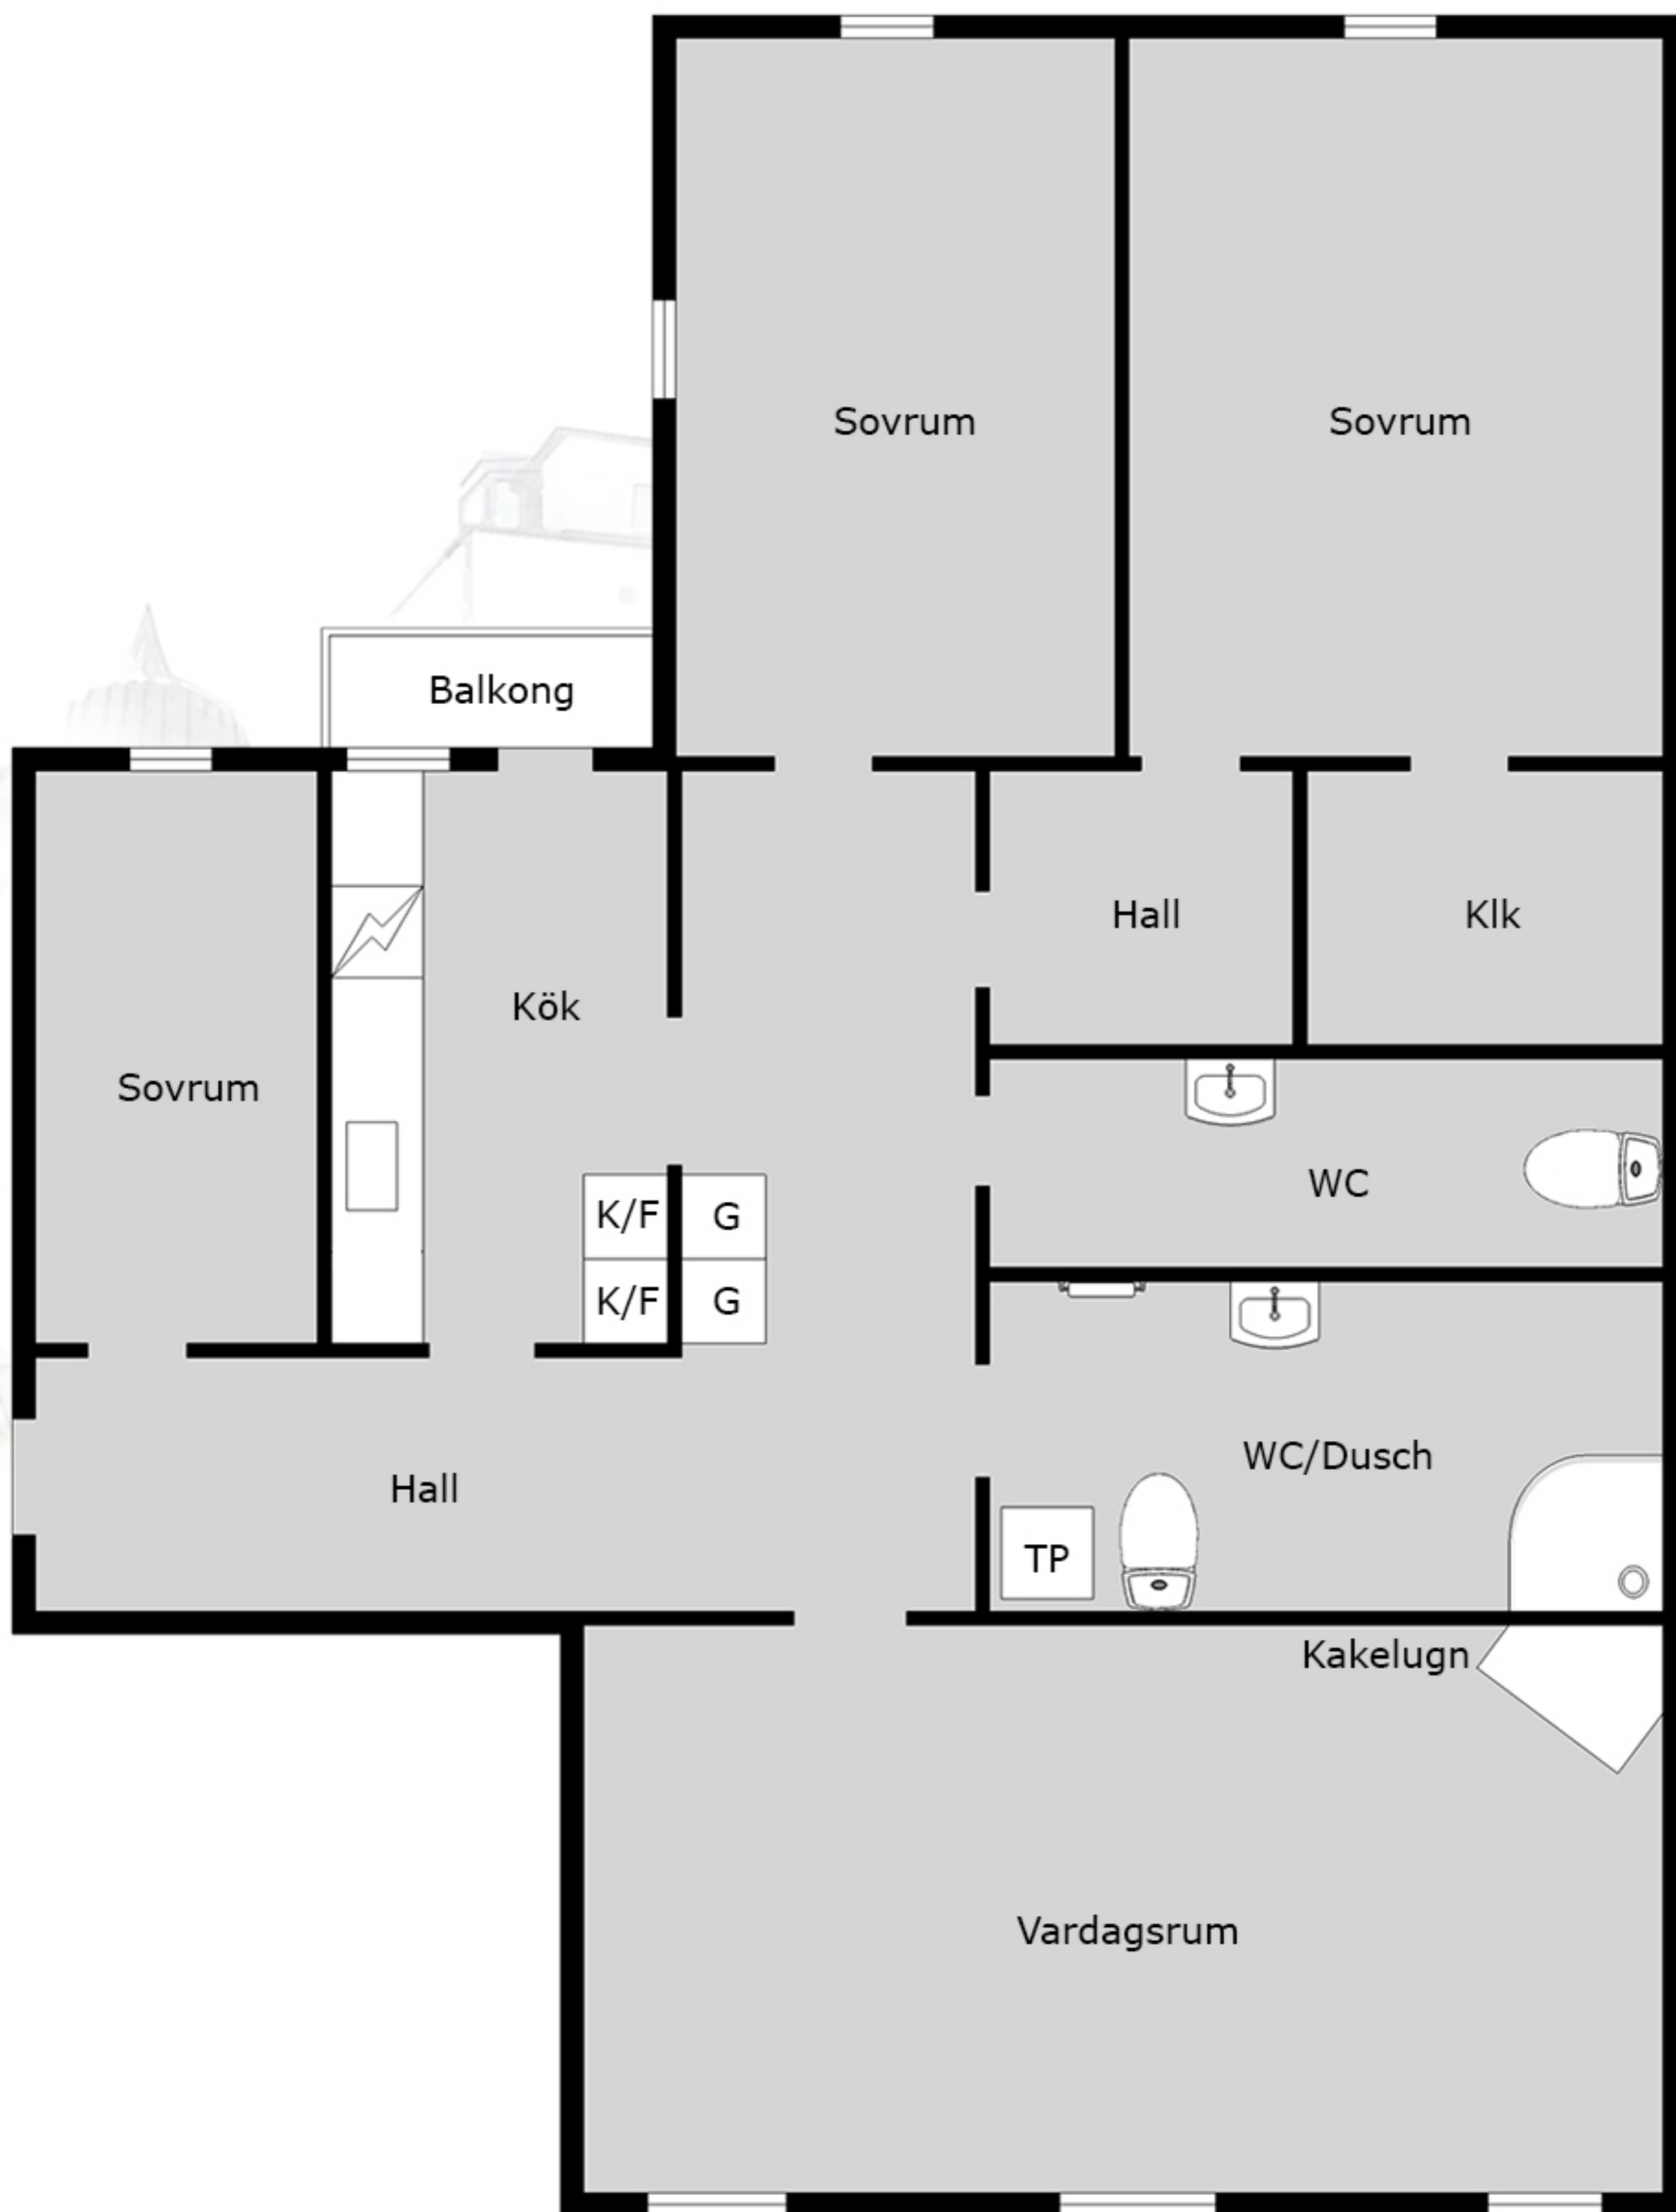 Sovrum
Sovrum
Balkong
Hall
Klk
Kök
Sovrum
WC
K/F
G
K/F
G
WC/Dusch
Hall
TP
Kakelugn
Vardagsrum